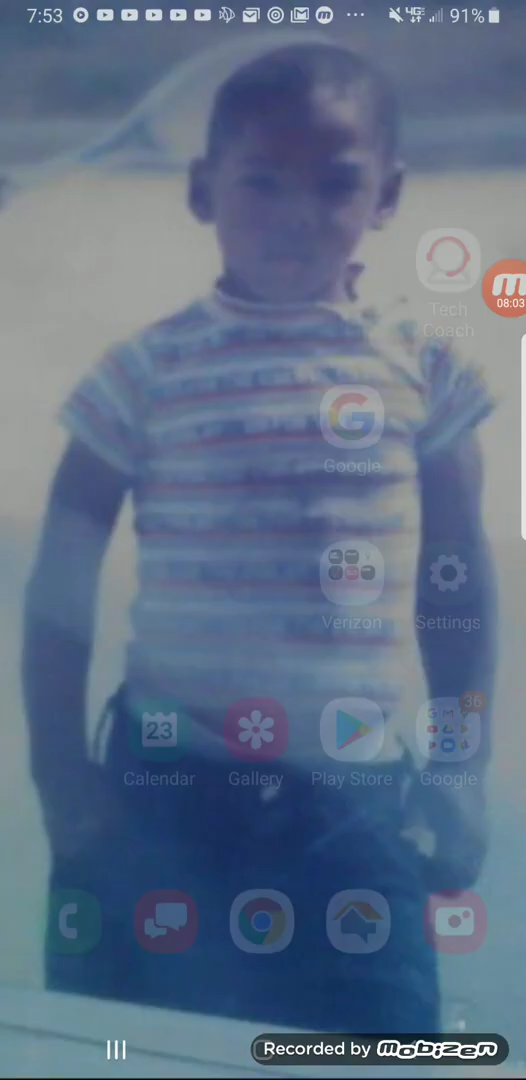 7:53 91%
08:03
Tech
Coach
Google
Verizon Settings
23 36
Calendar Gallery Play Store Google
Recorded by mobizen